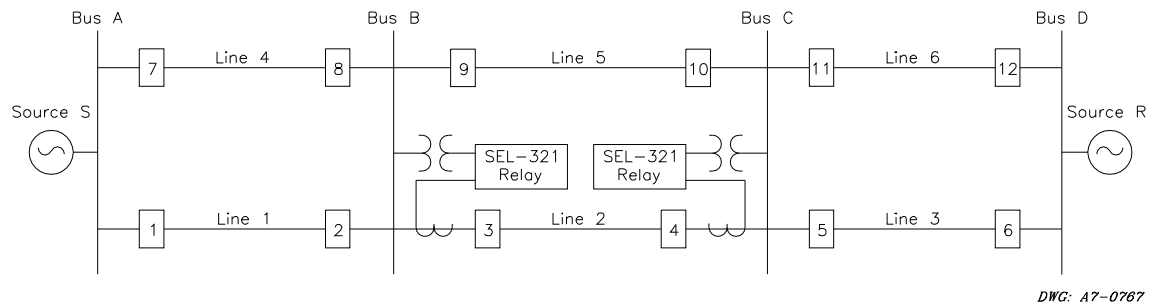 Bus A
Bus B
Bus C
Bus D
7
Line 4
8
9
Line 5
10
11
Line 6
12
Source S
Source R
SEL-321
Relay
SEL-321
Relay
1
Line 1
2
3
Line 2
4
5
Line 3
6
DWG: A7-0767